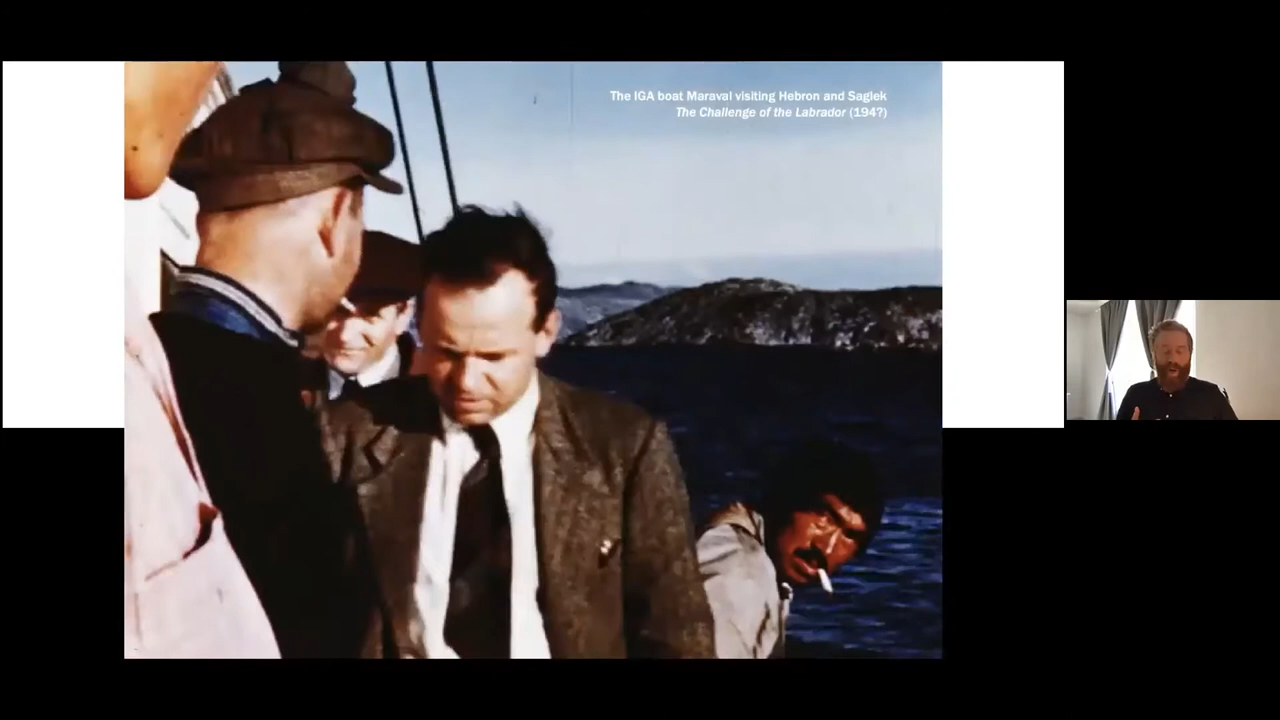 The IGA boat Maraval visiting Hebron and Saglek
The Challenge of the Labrador (194?)